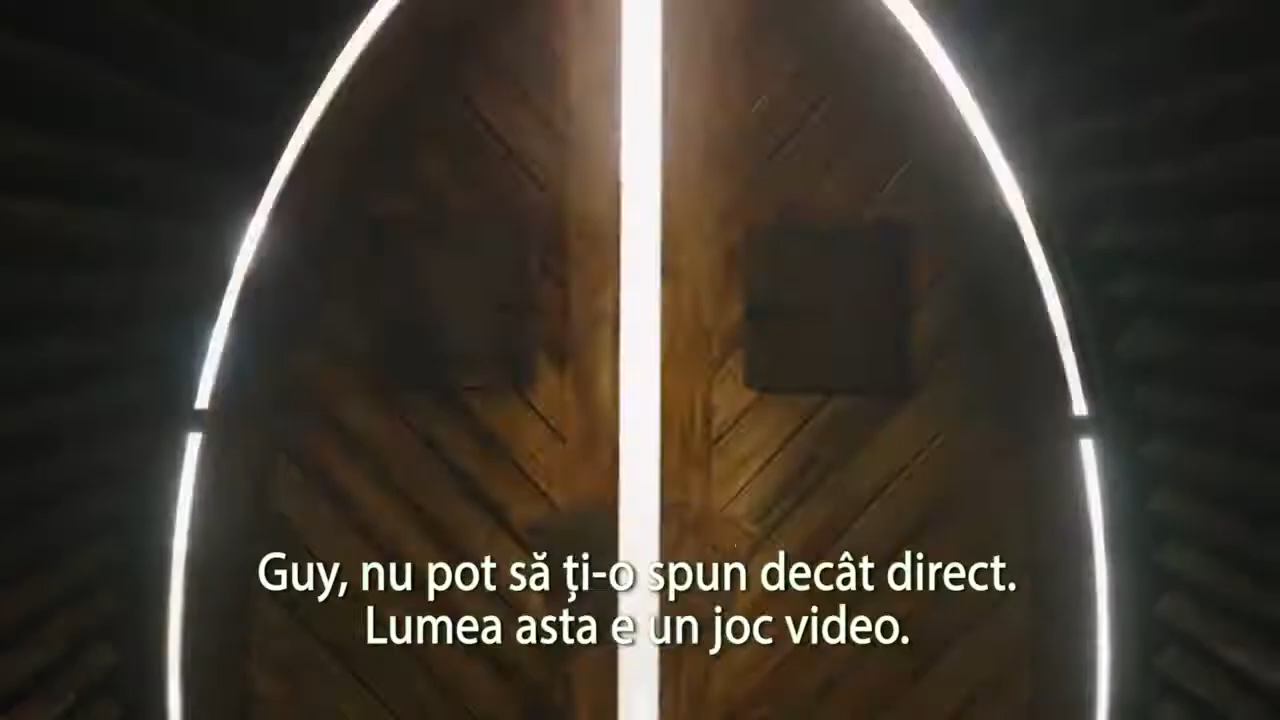 Guy, nu pot să ți-o spun decât direct.
Lumea asta e un joc video.